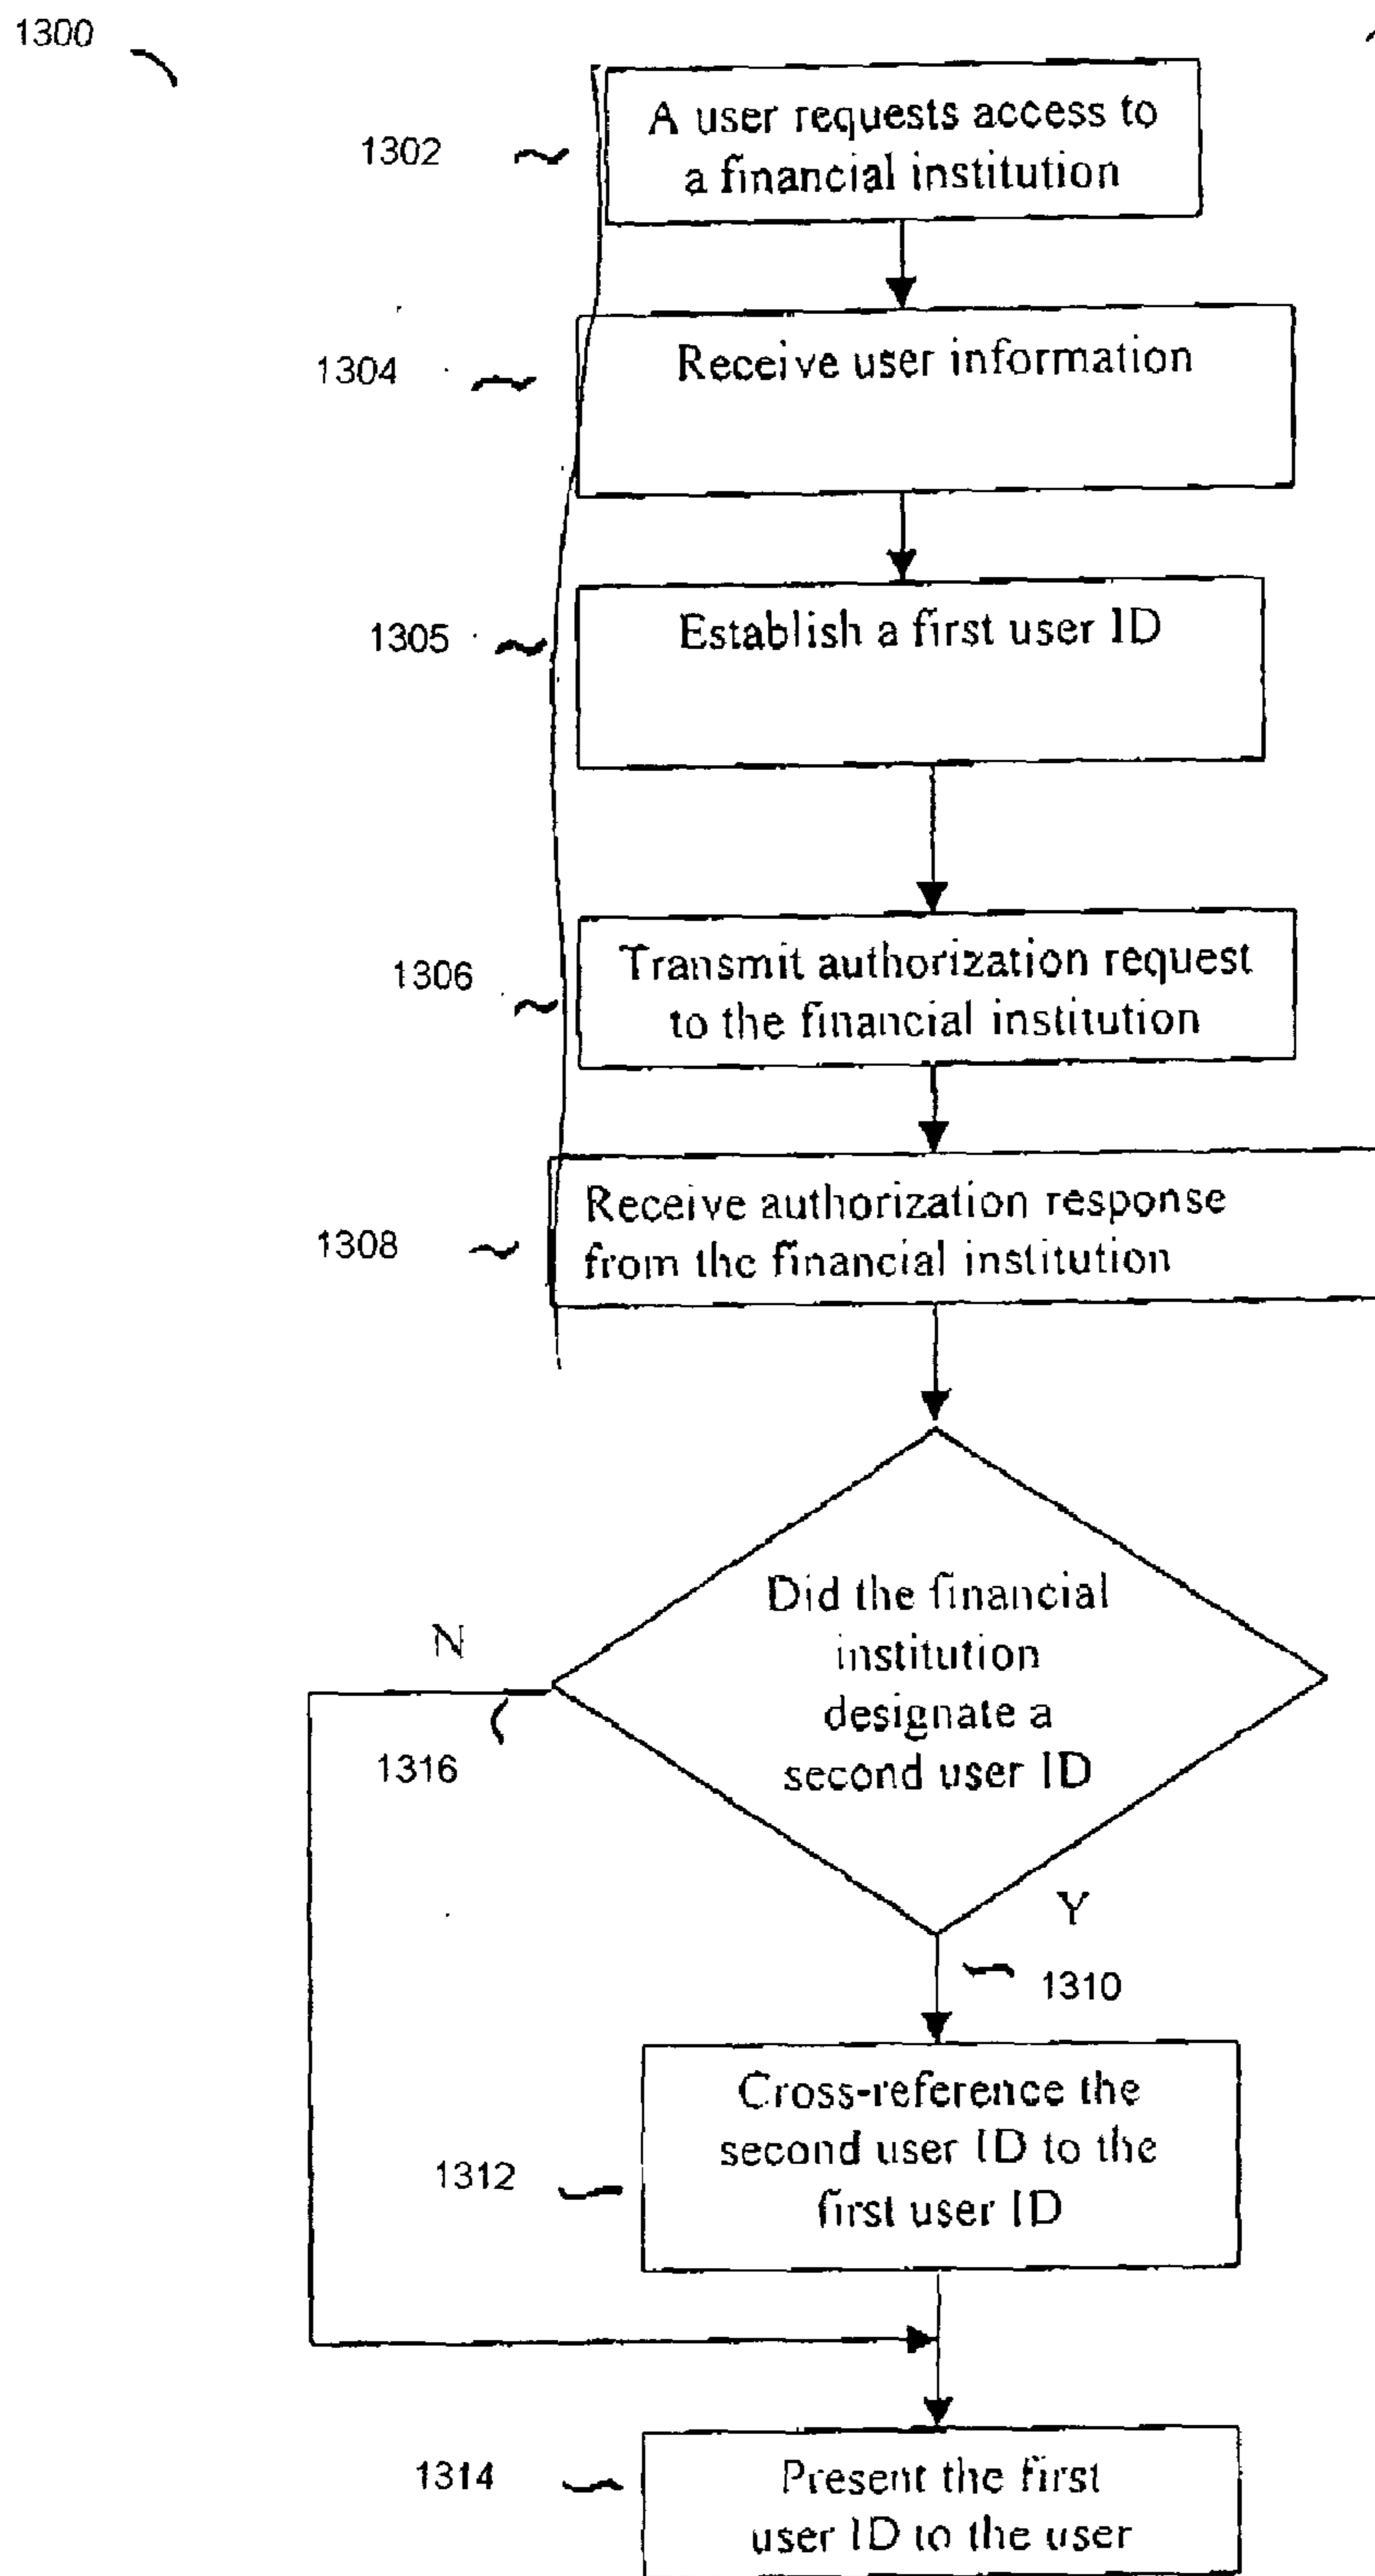 1300
A user requests access to
a financial institution
1302
Receive user information
1304
Establish a first user ID
1305
Transmit authorization request
to the financial institution
1306
Receive authorization response
from the financial institution
1308
Did the financial
institution
designate a
second user ID
N
1316
Y
1310
Cross-reference the
second user ID to the
first user ID
1312
Present the first
user ID to the user
1314